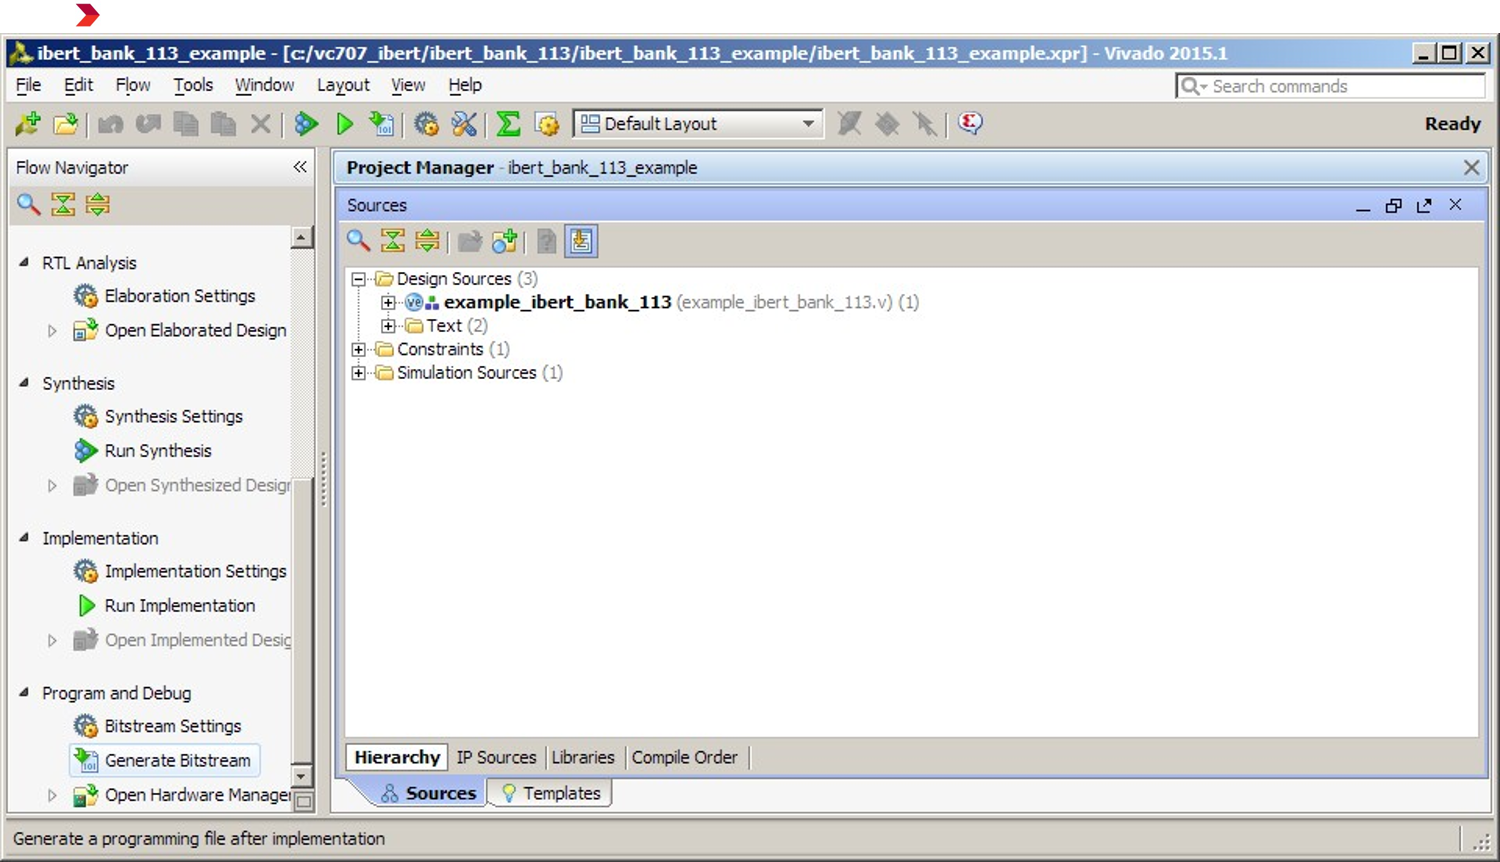 ibert_bank_113_example - [c:/vc707_ibert/ibert_bank_113/ibert_bank_113_example/ibert_bank_113_example.xpr] - Vivado 2015.1
File Edit Flow Tools Window Layout View Help
Search commands
Default Layout
Ready
Flow Navigator
RTL Analysis
Elaboration Settings
Open Elaborated Design
Synthesis
Synthesis Settings
Run Synthesis
Open Synthesized Design
Implementation
Implementation Settings
Run Implementation
Open Implemented Desig
Program and Debug
Bitstream Settings
Generate Bitstream
Open Hardware Manager
Project Manager - ibert_bank_113_example
Sources
Design Sources (3)
example_ibert_bank_113 (example_ibert_bank_113.v) (1)
Text (2)
Constraints (1)
Simulation Sources (1)
Hierarchy IP Sources Libraries Compile Order
Sources Templates
Generate a programming file after implementation